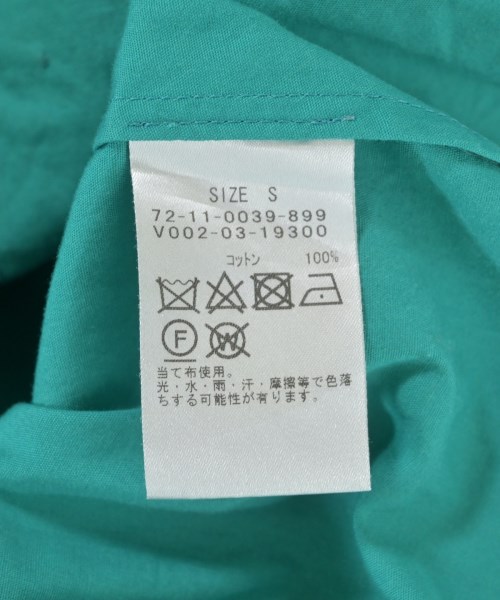 SIZE S
72-11-0039-899
V002-03-19300
コットン 100%
F W
当て布使用。
光・水・雨・汗・摩擦等で色落
ちする可能性が有ります。